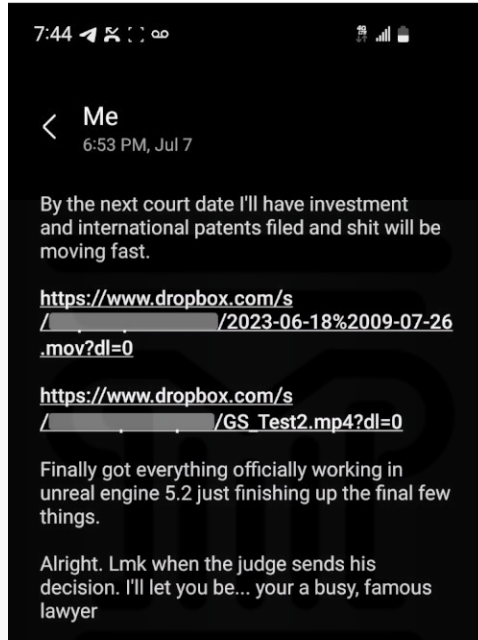 7:44
Me
6:53 PM, Jul 7
By the next court date I'll have investment
and international patents filed and shit will be
moving fast.
https://www.dropbox.com/s
/ /2023-06-18%2009-07-26
.mov?dl=0
https://www.dropbox.com/s
/ /GS_Test2.mp4?dl=0
Finally got everything officially working in
unreal engine 5.2 just finishing up the final few
things.
Alright. Lmk when the judge sends his
decision. I'll let you be... your a busy, famous
lawyer